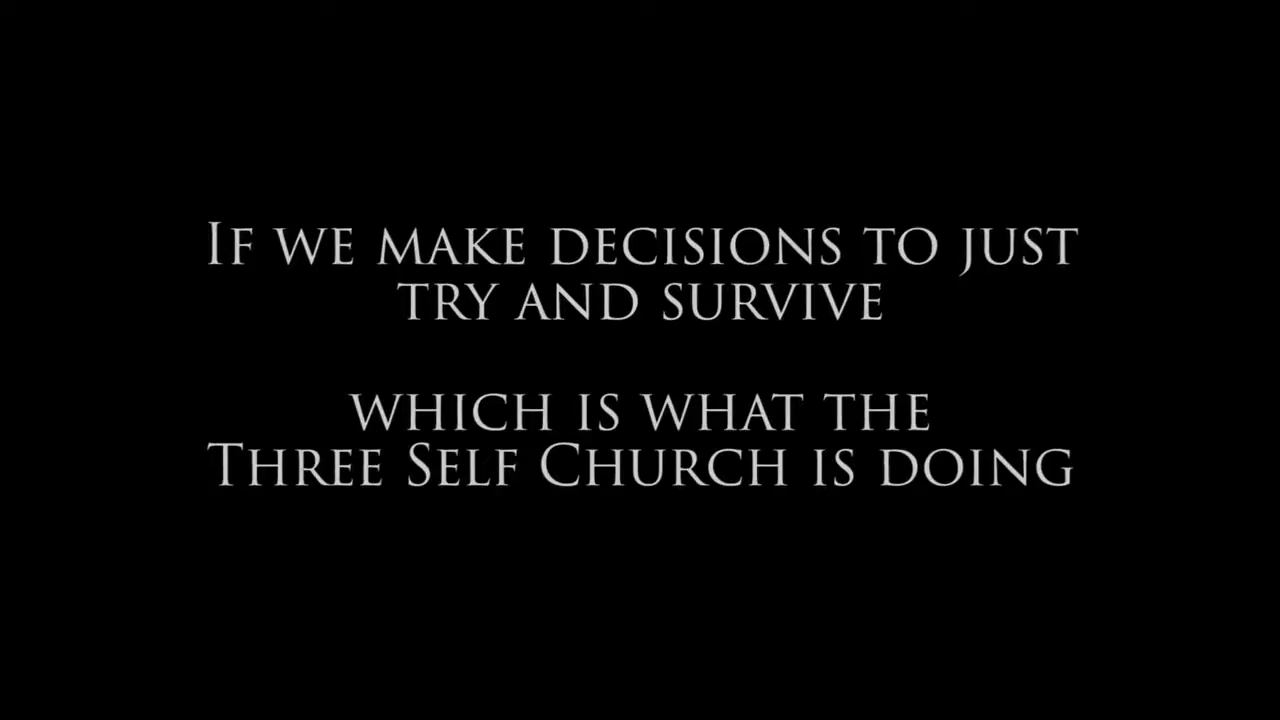 If we make decisions to just
try and survive
which is what the
Three Self Church is doing